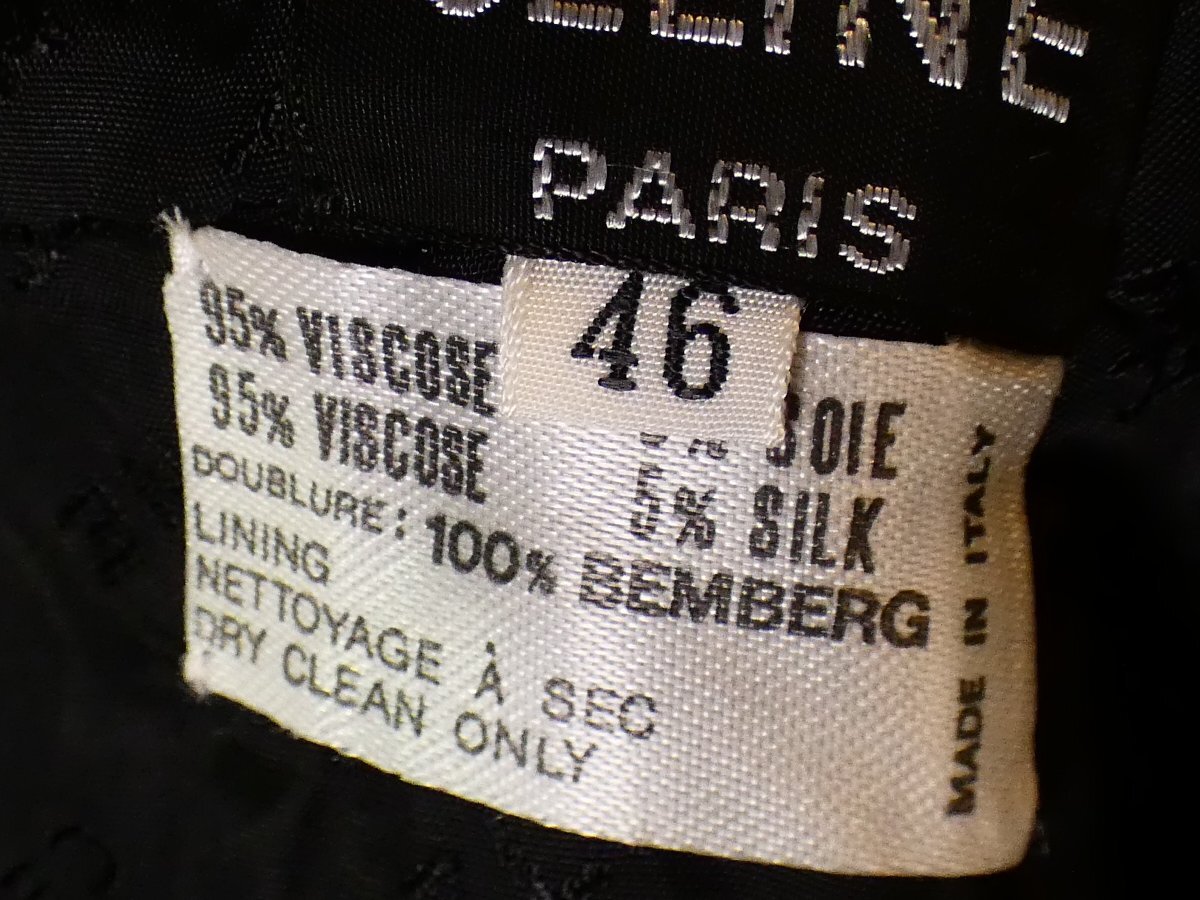 ELINE
PARIS
46
95% VISCOSE % SOIE
95% VISCOSE 5% SILK
DOUBLURE: 100% BEMBERG
LINING
NETTOYAGE À SEC
DRY CLEAN ONLY
MADE IN ITALY